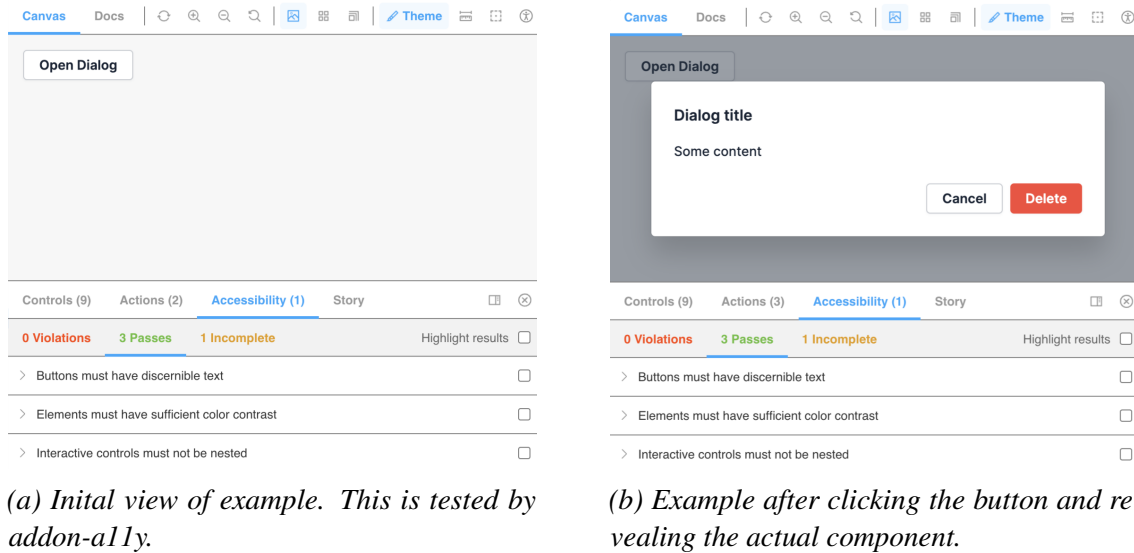 Canvas Docs Theme
Open Dialog
Controls (9) Actions (2) Accessibility (1) Story
0 Violations 3 Passes 1 Incomplete Highlight results
Buttons must have discernible text
Elements must have sufficient color contrast
Interactive controls must not be nested
(a) Inital view of example. This is tested by
addon-a11y.
Canvas Docs Theme
Open Dialog
Dialog title
Some content
Cancel Delete
Controls (9) Actions (3) Accessibility (1) Story
0 Violations 3 Passes 1 Incomplete Highlight results
Buttons must have discernible text
Elements must have sufficient color contrast
Interactive controls must not be nested
(b) Example after clicking the button and re
vealing the actual component.